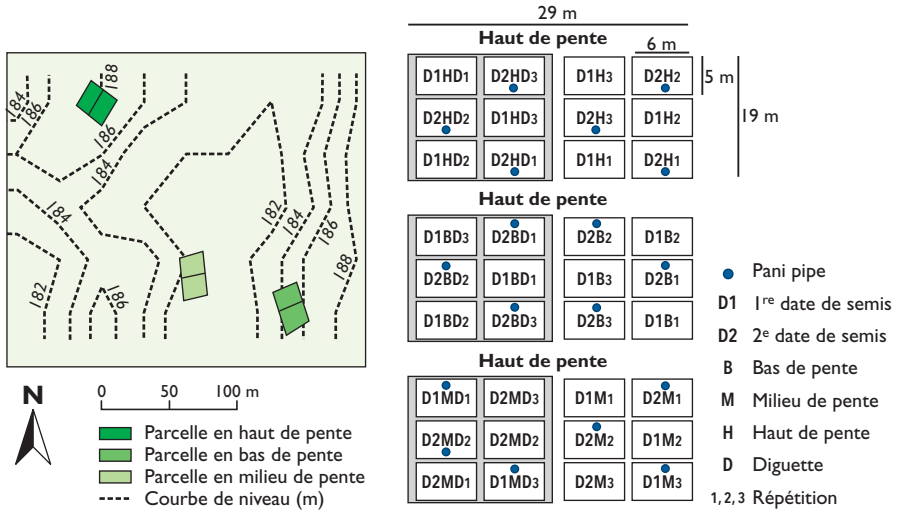 184
186
188
186
184
184
182
186
182
184
186
188
N
0 50 100 m
Parcelle en haut de pente
Parcelle en bas de pente
Parcelle en milieu de pente
Courbe de niveau (m)
29 m
Haut de pente
6 m
D1HD1 D2HD3 D1H3 D2H2
5 m
D2HD2 D1HD3 D2H3 D1H2
19 m
D1HD2 D2HD1 D1H1 D2H1
Haut de pente
D1BD3 D2BD1 D2B2 D1B2
D2BD2 D1BD1 D1B3 D2B1
D1BD2 D2BD3 D2B3 D1B1
Haut de pente
D1MD1 D2MD3 D1M1 D2M1
D2MD2 D2MD2 D2M2 D1M2
D2MD1 D1MD3 D2M3 D1M3
Pani pipe
D1 1re date de semis
D2 2e date de semis
B Bas de pente
M Milieu de pente
H Haut de pente
D Diguette
1, 2, 3 Répétition